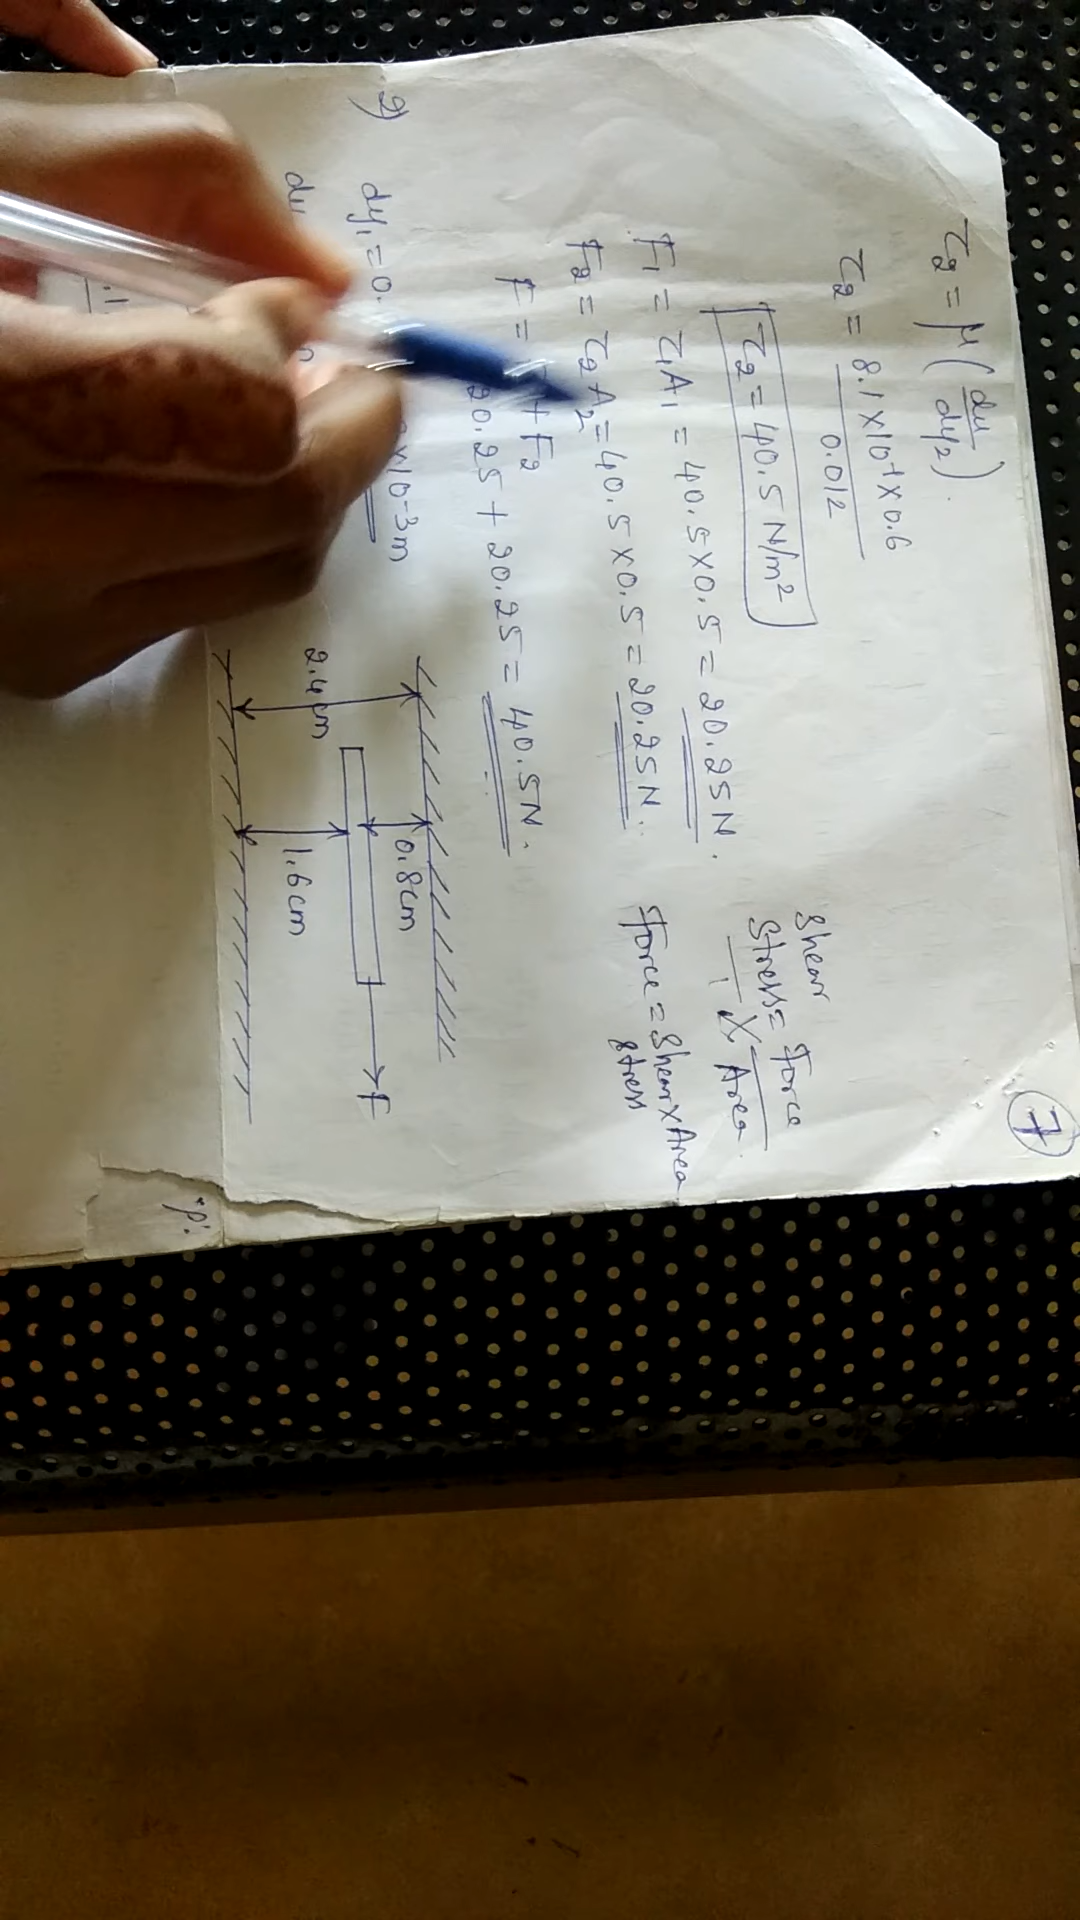 7
τ2 = μ(du/dy2).
τ2 = 8.1 x 10-1 x 0.6
0.012
τ2 = 40.5 N/m2
F1 = τ1A1 = 40.5 x 0.5 = 20.25 N.
F2 = τ2A2 = 40.5 x 0.5 = 20.25 N.
F = + F2
20.25 + 20.25 = 40.5 N.
Shear
Stress = Force
Area
Force = Shear x Area
stress
2)
dy1 = 0.
x 10-3 m
0.8cm
2.4cm
1.6cm
F